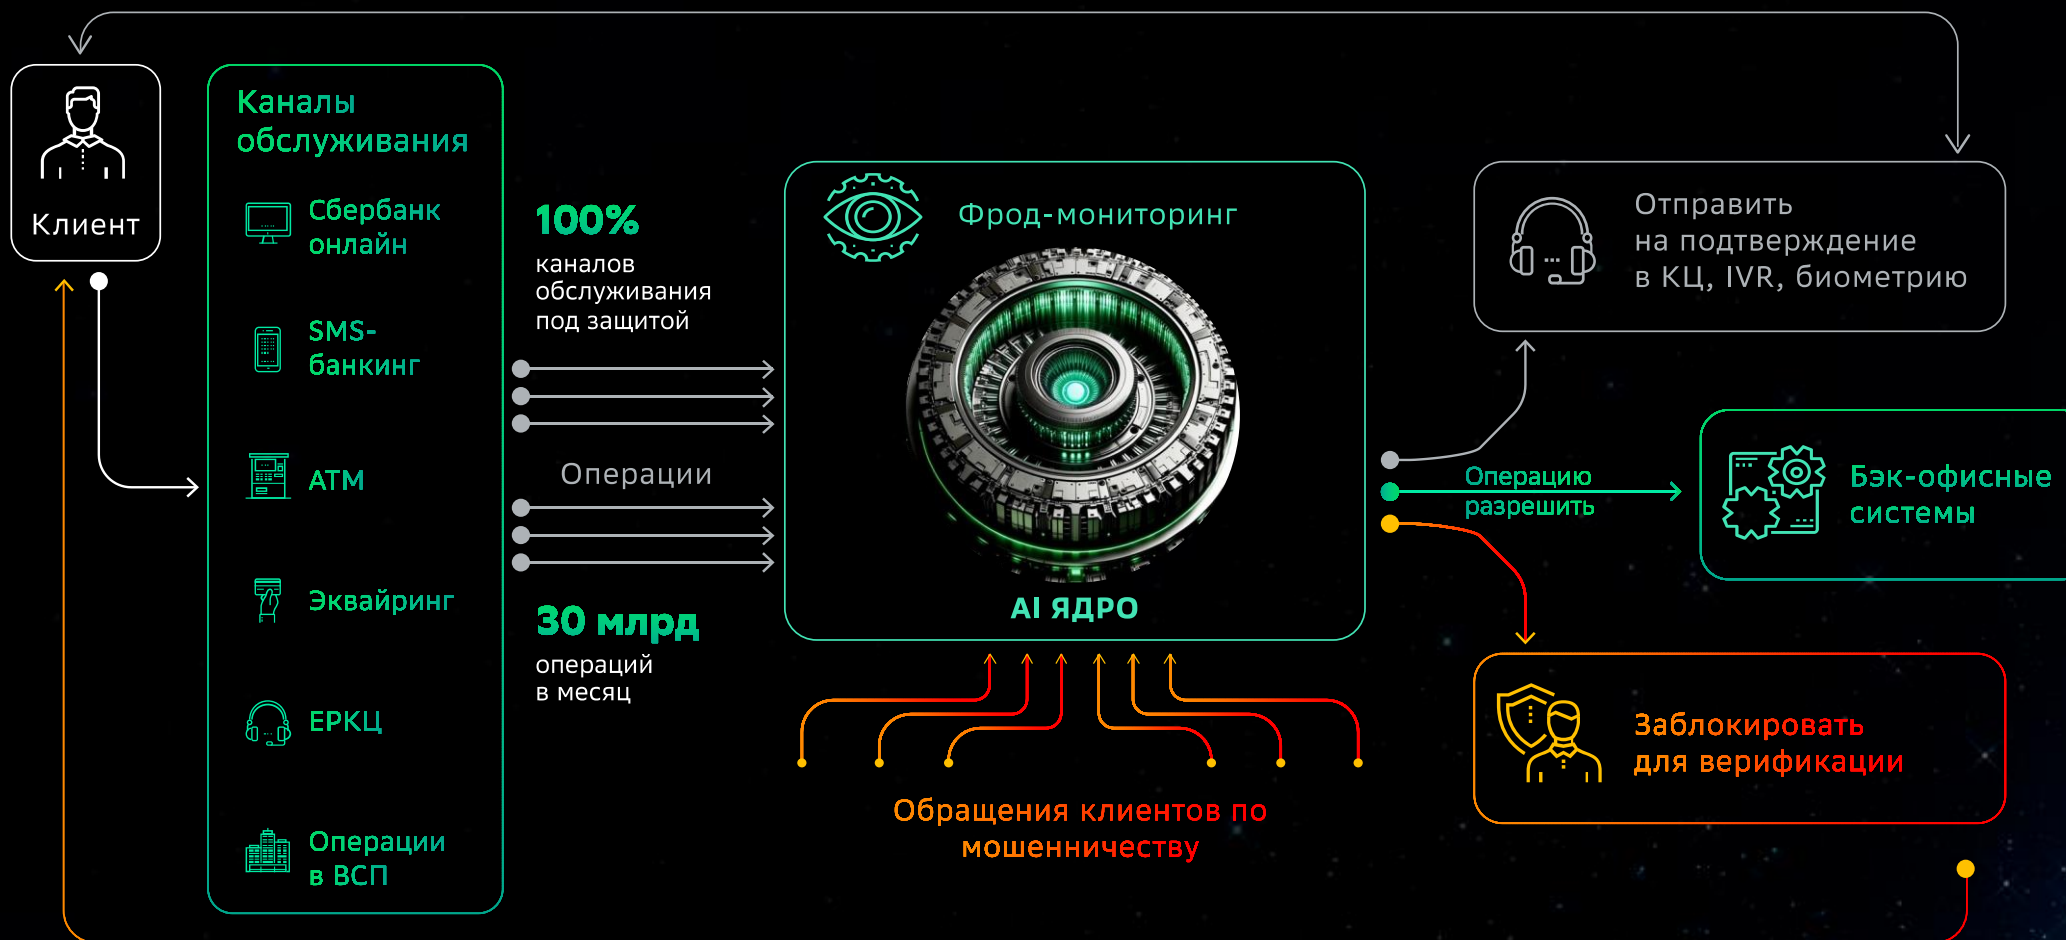 Клиент
Каналы
обслуживания
Сбербанк
онлайн
SMS-
банкинг
ATM
Эквайринг
ЕРКЦ
Операции
в ВСП
100%
каналов
обслуживания
под защитой
Операции
30 млрд
операций
в месяц
Фрод-мониторинг
AI ЯДРО
Обращения клиентов по
мошенничеству
Отправить
на подтверждение
в КЦ, IVR, биометрию
Операцию
разрешить
Бэк-офисные
системы
Заблокировать
для верификации